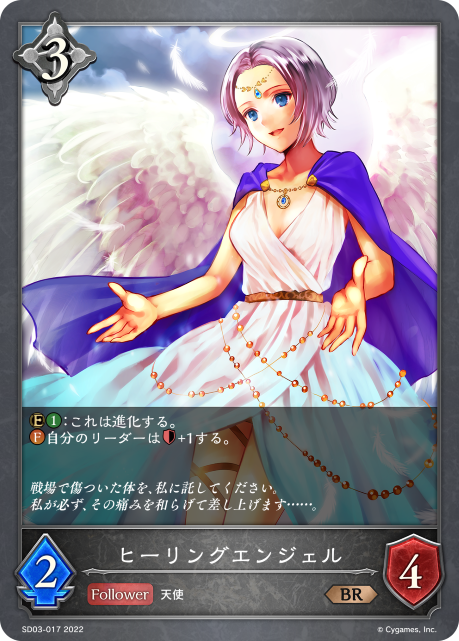 3
E 1:これは進化する。
F 自分のリーダーは+1する。
戦場で傷ついた体を、私に託してください。
私が必ず、その痛みを和らげて差し上げます……。
ヒーリングエンジェル
2
Follower 天使
BR
4
SD03-017 2022
© Cygames, Inc.